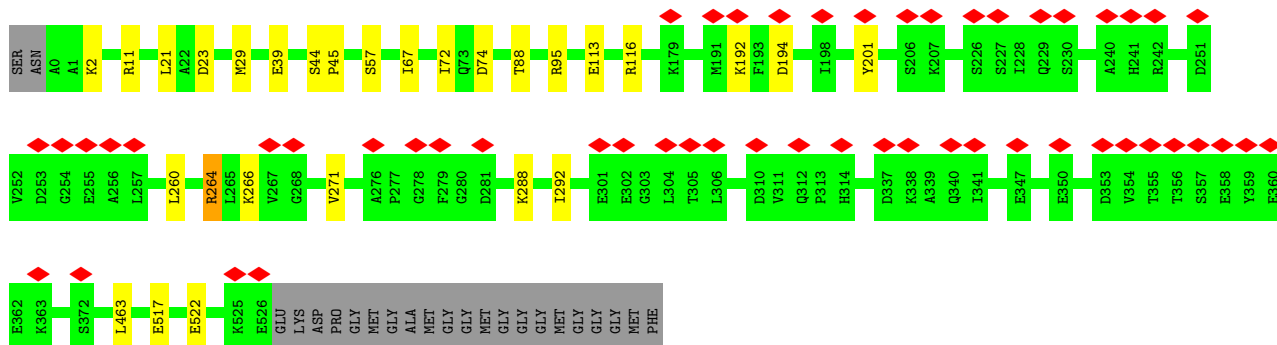 SER ASN A0 A1 K2 R11 L21 A22 D23 M29 E39 S44 P45 S57 I67 I72 Q73 D74 T88 R95 E113 R116 K179 M191 K192 F193 D194 I198 Y201 S206 K207 S226 S227 I228 Q229 S230 A240 H241 R242 D251
V252 D253 G254 E255 A256 L257 L260 R264 L265 K266 V267 G268 V271 A276 P277 G278 F279 G280 D281 K288 I292 E301 E302 G303 L304 T305 L306 D310 V311 Q312 P313 H314 D337 K338 A339 Q340 I341 E347 E350 D353 V354 T355 T356 S357 E358 Y359 E360
E362 K363 S372 L463 E517 E522 K525 E526 GLU LYS ASP PRO GLY MET GLY ALA MET GLY GLY MET GLY GLY GLY MET GLY GLY GLY MET PHE